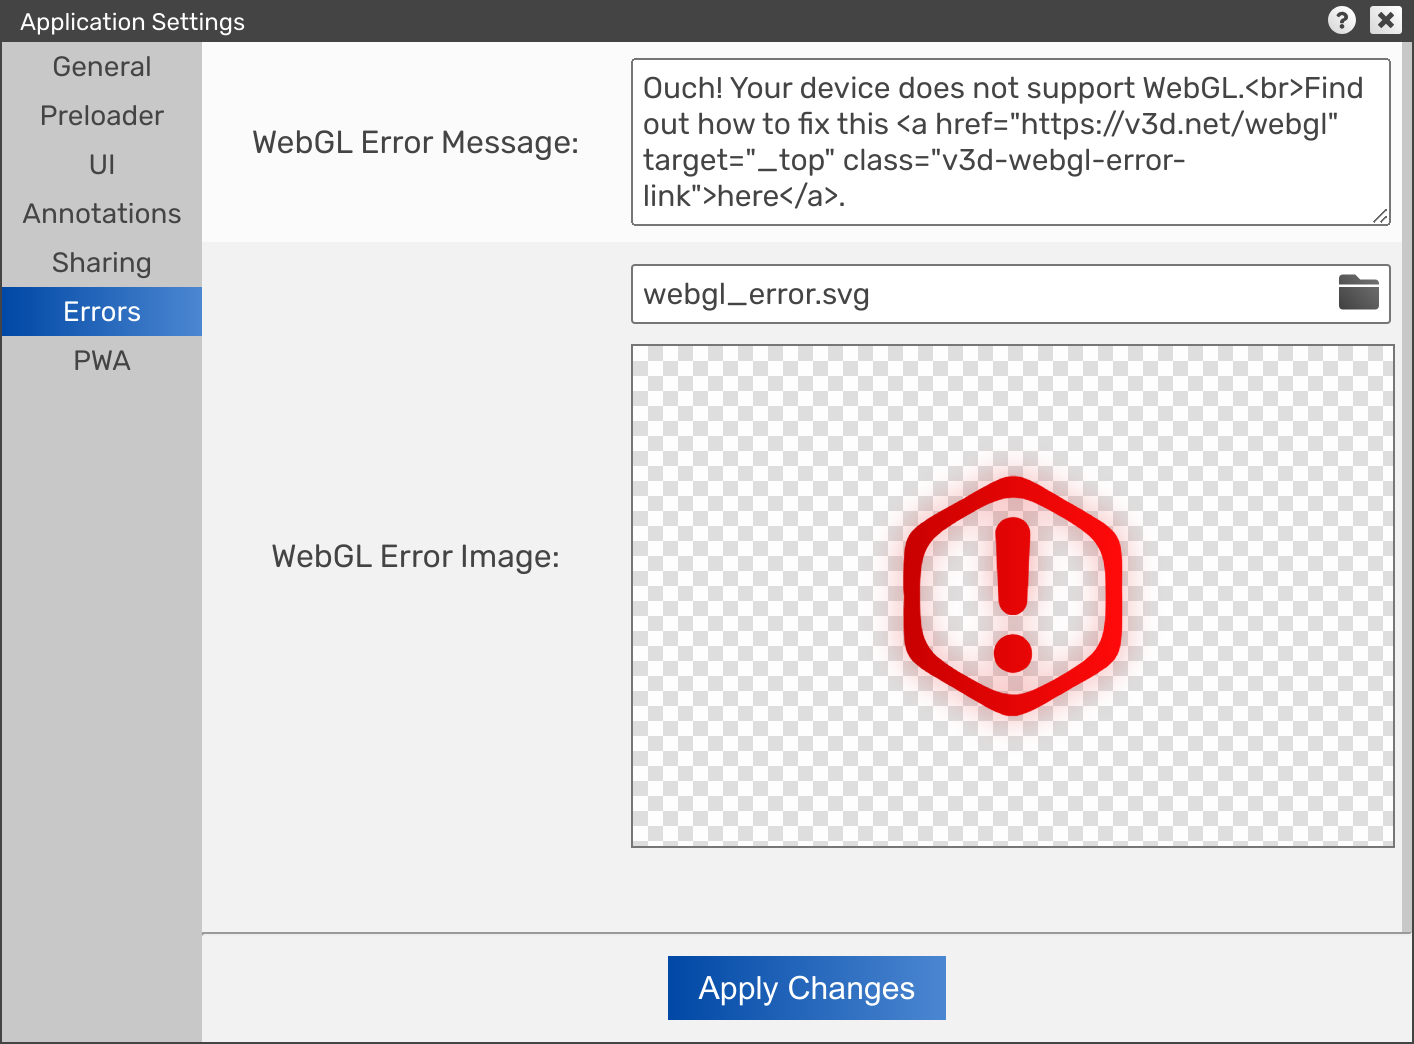 Application Settings
General
Preloader
UI
Annotations
Sharing
Errors
PWA
WebGL Error Message:
Ouch! Your device does not support WebGL.<br>Find
out how to fix this <a href="https://v3d.net/webgl"
target="_top" class="v3d-webgl-error-
link">here</a>.
WebGL Error Image:
webgl_error.svg
Apply Changes